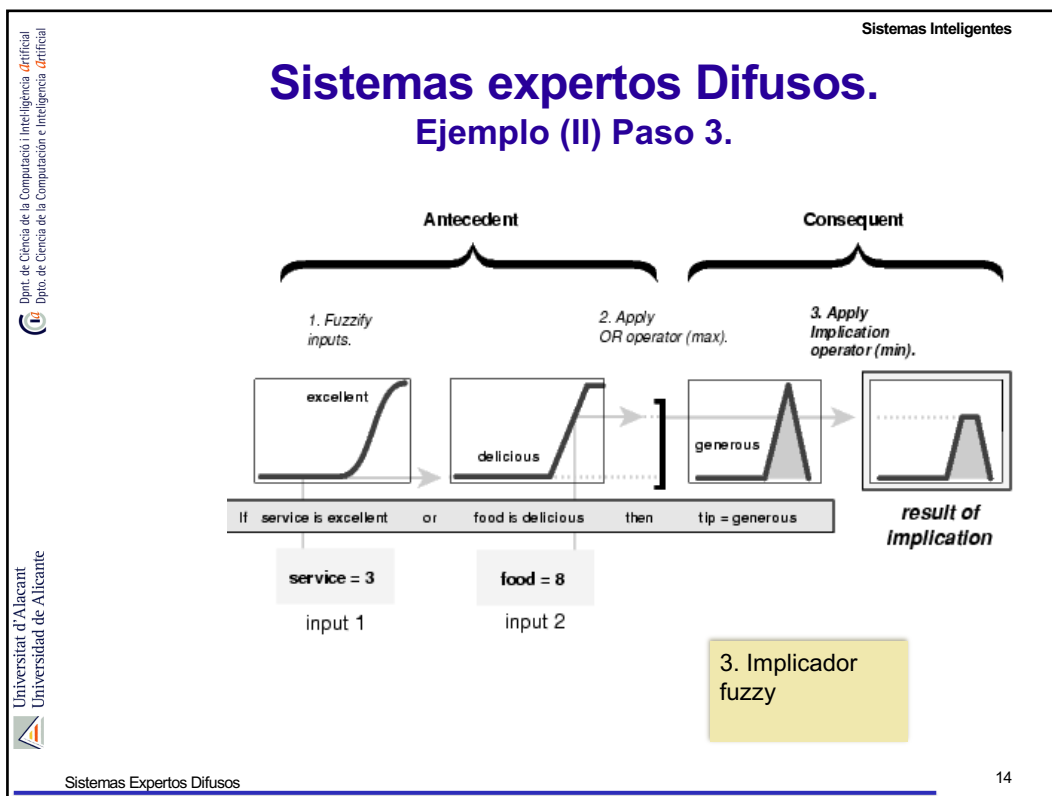 Sistemas Inteligentes
Dpnt. de Ciència de la Computació i Intel·ligència Artificial
Dpto. de Ciencia de la Computación e Inteligencia Artificial
Sistemas expertos Difusos.
Ejemplo (II) Paso 3.
Antecedent
Consequent
1. Fuzzify
inputs.
2. Apply
OR operator (max).
3. Apply
Implication
operator (min).
excellent
delicious
generous
If service is excellent or food is delicious then tip = generous
result of
implication
service = 3
food = 8
input 1
input 2
3. Implicador
fuzzy
Universitat d'Alacant
Universidad de Alicante
Sistemas Expertos Difusos
14